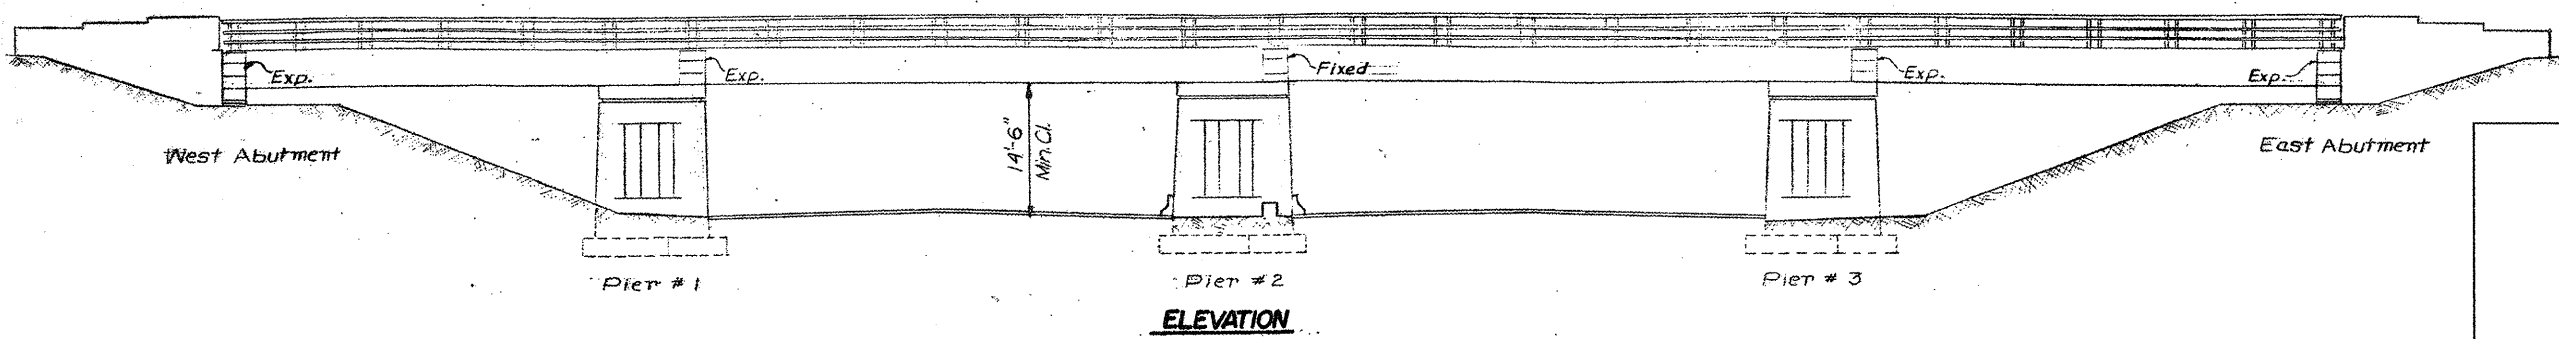 Exp.
Exp.
Fixed
Exp.
Exp.
14'-6"
Min. Cl.
West Abutment
East Abutment
Pier #1
Pier #2
Pier #3
ELEVATION